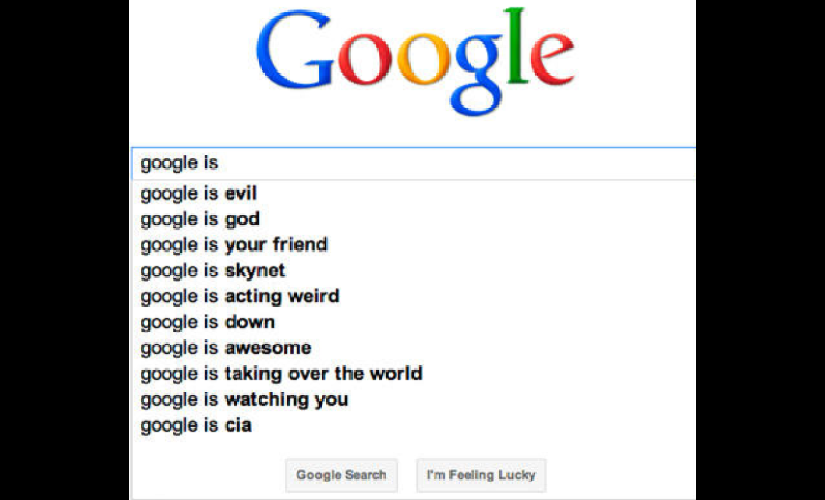 Google
google is
google is evil
google is god
google is your friend
google is skynet
google is acting weird
google is down
google is awesome
google is taking over the world
google is watching you
google is cia
Google Search
I'm Feeling Lucky